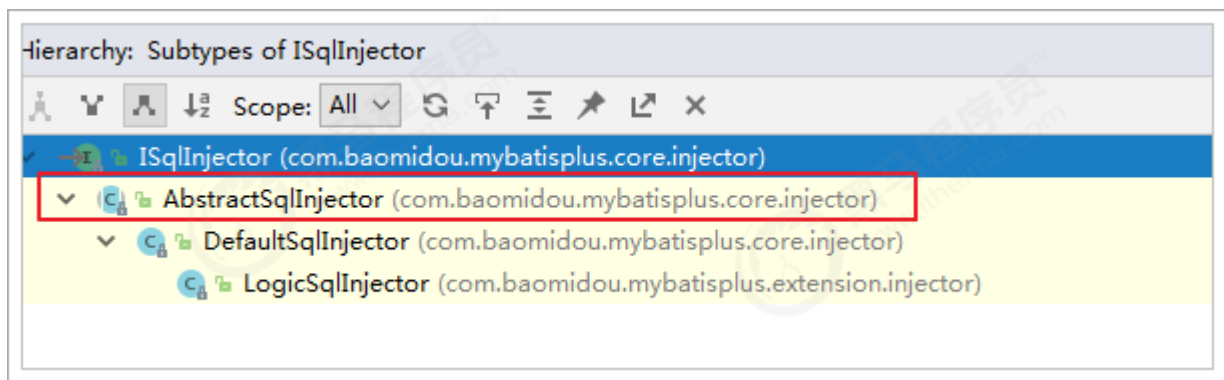 Hierarchy: Subtypes of ISqlInjector
Scope: All
ISqlInjector (com.baomidou.mybatisplus.core.injector)
AbstractSqlInjector (com.baomidou.mybatisplus.core.injector)
DefaultSqlInjector (com.baomidou.mybatisplus.core.injector)
LogicSqlInjector (com.baomidou.mybatisplus.extension.injector)